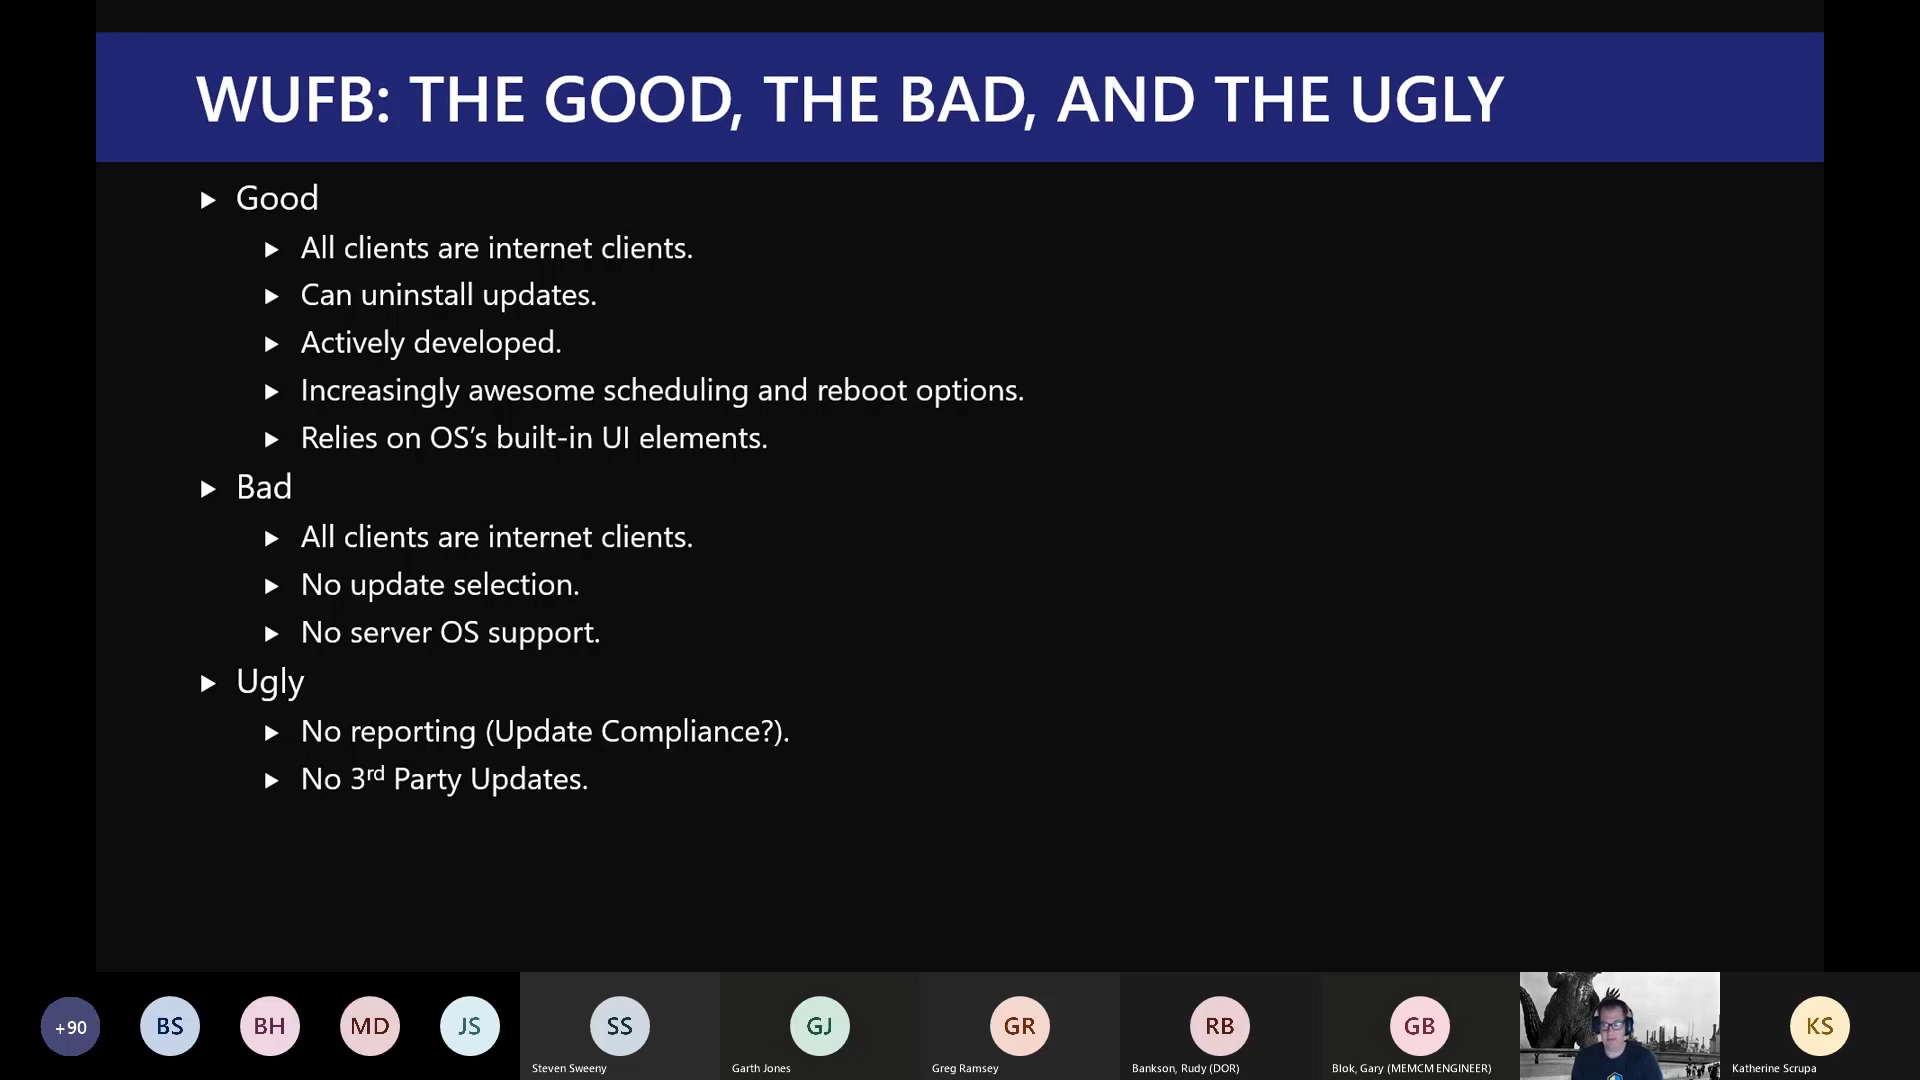 WUFB: THE GOOD, THE BAD, AND THE UGLY
Good
All clients are internet clients.
Can uninstall updates.
Actively developed.
Increasingly awesome scheduling and reboot options.
Relies on OS’s built-in UI elements.
Bad
All clients are internet clients.
No update selection.
No server OS support.
Ugly
No reporting (Update Compliance?).
No 3rd Party Updates.
+90
BS
BH
MD
JS
SS
GJ
GR
RB
GB
KS
Steven Sweeny
Garth Jones
Greg Ramsey
Bankson, Rudy (DOR)
Blok, Gary (MEMCM ENGINEER)
Katherine Scrupa